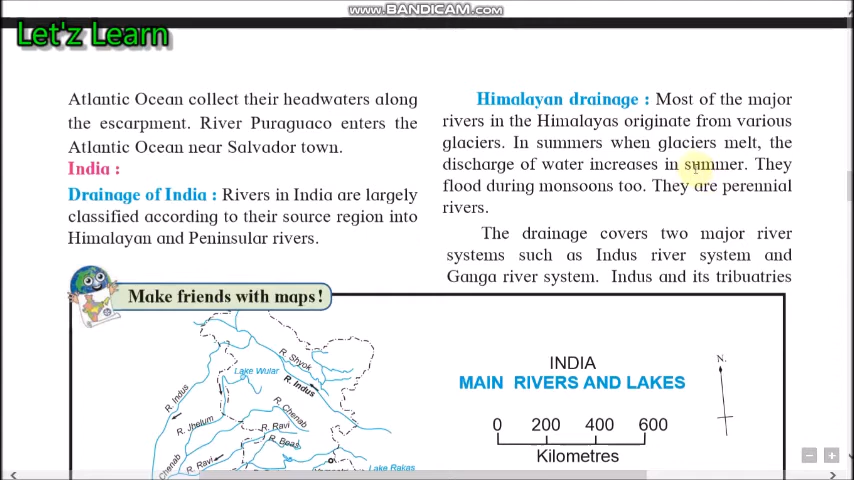 www.BANDICAM.com
Let'z Learn
Atlantic Ocean collect their headwaters along
the escarpment. River Puraguaco enters the
Atlantic Ocean near Salvador town.
India :
Drainage of India : Rivers in India are largely
classified according to their source region into
Himalayan and Peninsular rivers.
Himalayan drainage : Most of the major
rivers in the Himalayas originate from various
glaciers. In summers when glaciers melt, the
discharge of water increases in summer. They
flood during monsoons too. They are perennial
rivers.
The drainage covers two major river
systems such as Indus river system and
Ganga river system. Indus and its tribuatries
Make friends with maps!
INDIA
MAIN RIVERS AND LAKES
N.
0 200 400 600
Kilometres
R. Shyok
Lake Wular
R. Indus
R. Indus
R. Chenab
R. Jhelum
R. Ravi
R. Beas
Chenab
R. Ravi
Lake Rakas